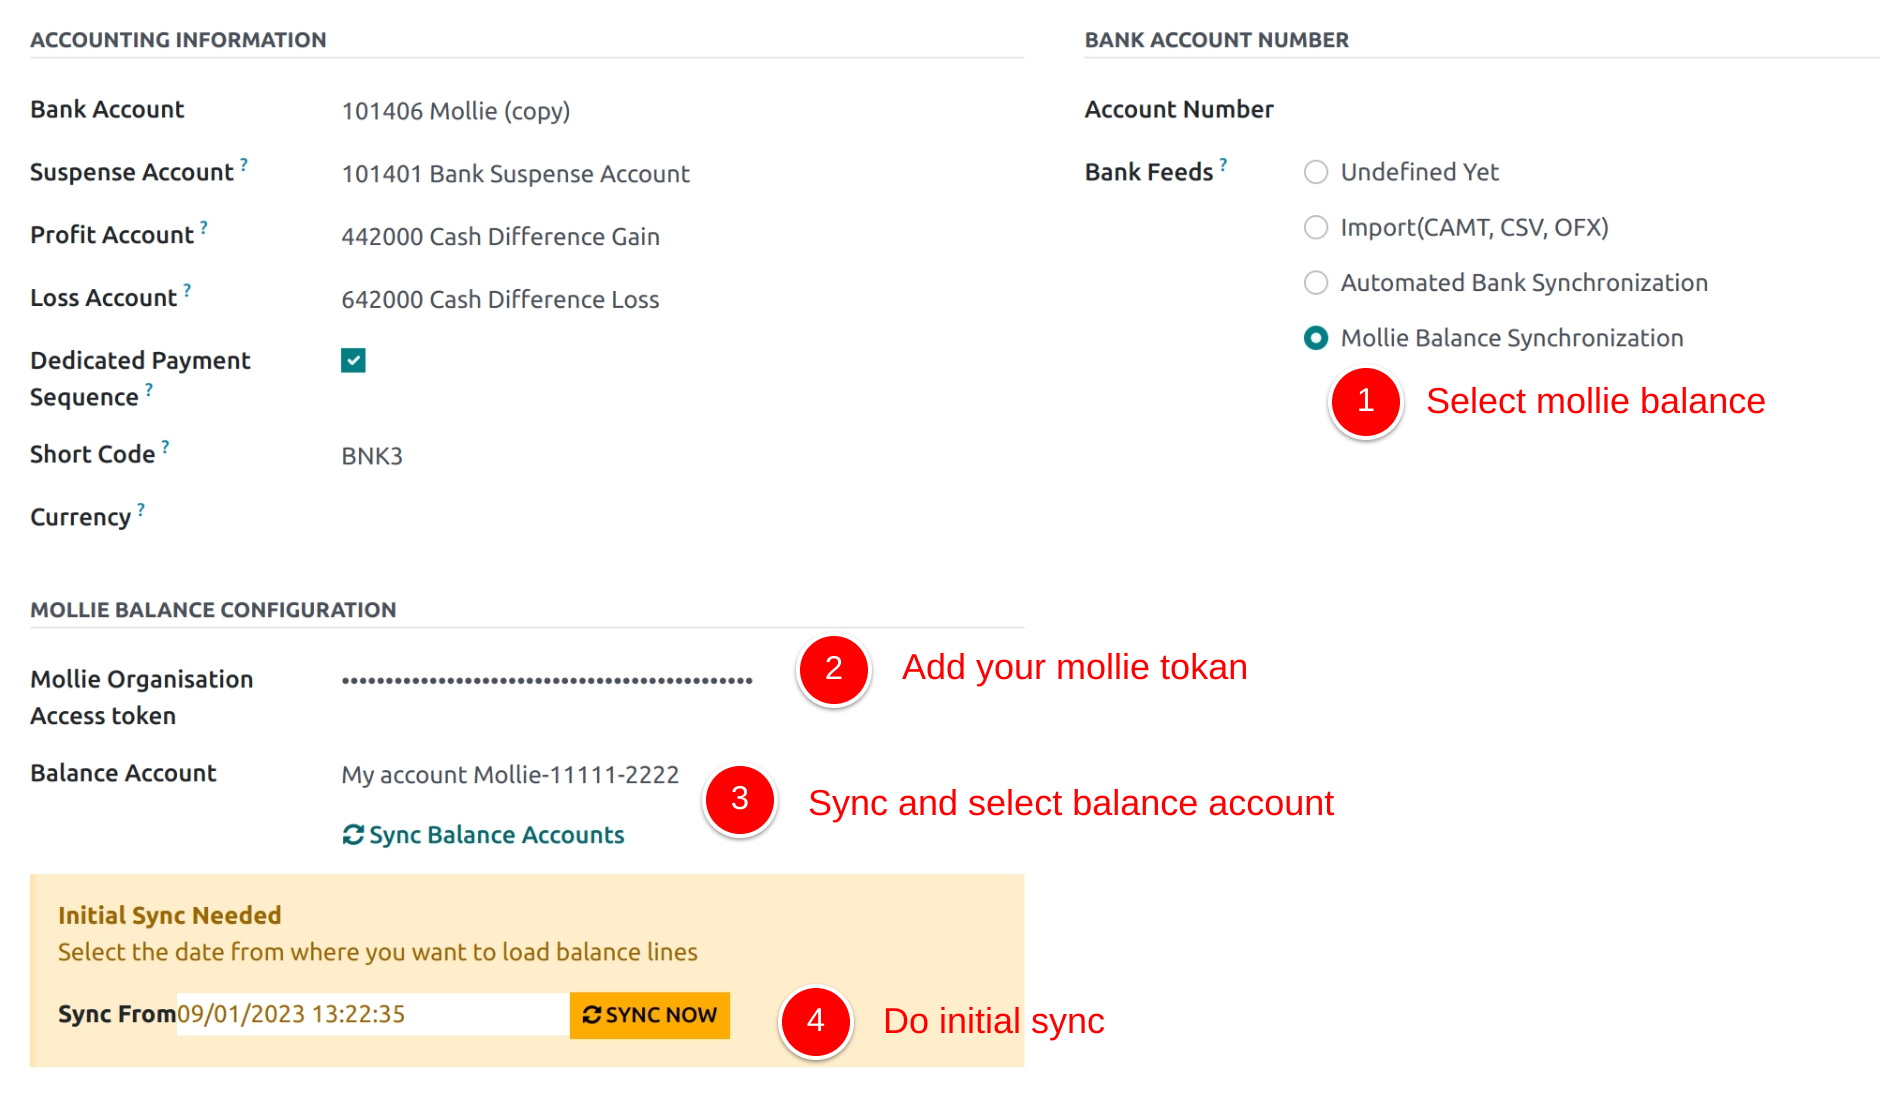 ACCOUNTING INFORMATION
Bank Account 101406 Mollie (copy)
Suspense Account ? 101401 Bank Suspense Account
Profit Account ? 442000 Cash Difference Gain
Loss Account ? 642000 Cash Difference Loss
Dedicated Payment
Sequence ?
Short Code ? BNK3
Currency ?
BANK ACCOUNT NUMBER
Account Number
Bank Feeds ? Undefined Yet
Import(CAMT, CSV, OFX)
Automated Bank Synchronization
Mollie Balance Synchronization
1 Select mollie balance
MOLLIE BALANCE CONFIGURATION
Mollie Organisation
Access token
2 Add your mollie tokan
Balance Account My account Mollie-11111-2222
3 Sync and select balance account
Sync Balance Accounts
Initial Sync Needed
Select the date from where you want to load balance lines
Sync From 09/01/2023 13:22:35 SYNC NOW
4 Do initial sync